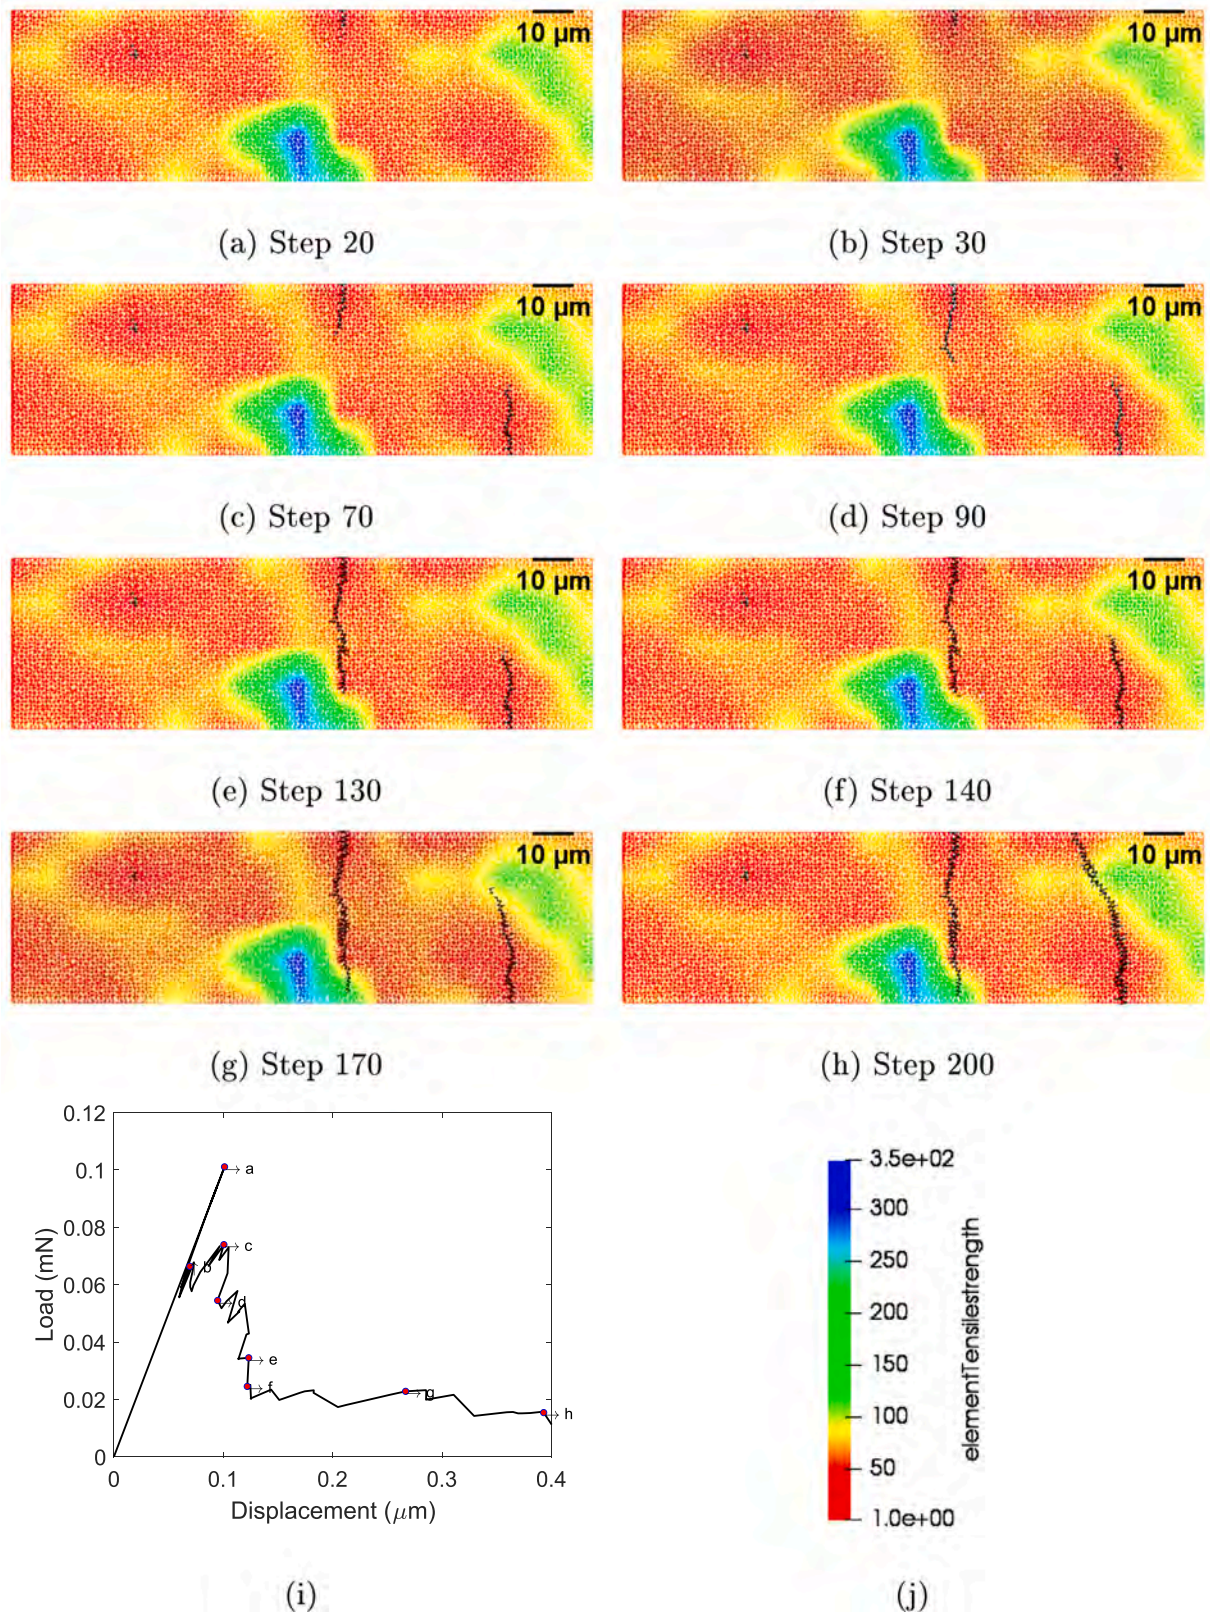 10 µm 10 µm
(a) Step 20 (b) Step 30
10 µm 10 µm
(c) Step 70 (d) Step 90
10 µm 10 µm
(e) Step 130 (f) Step 140
10 µm 10 µm
(g) Step 170 (h) Step 200
0.12
0.1
0.08
0.06
0.04
0.02
0
Load (mN)
a
b
c
d
e
f
g
h
0 0.1 0.2 0.3 0.4
Displacement (μm)
(i)
3.5e+02
300
250
200
150
100
50
1.0e+00
elementTensilestrength
(j)